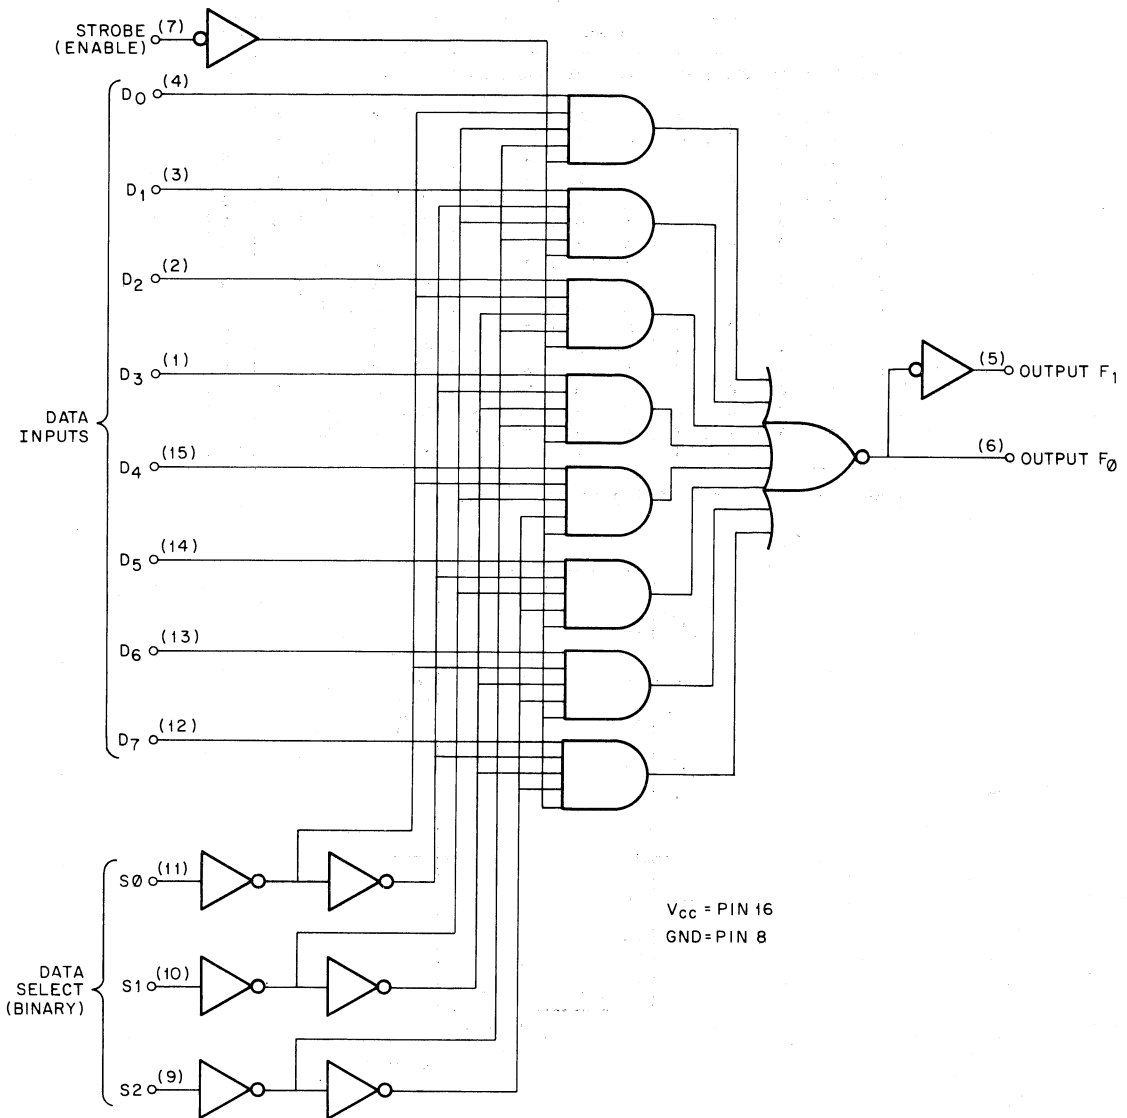 STROBE (7)
(ENABLE)
D0 (4)
D1 (3)
D2 (2)
D3 (1)
DATA
INPUTS
D4 (15)
D5 (14)
D6 (13)
D7 (12)
(5) OUTPUT F1
(6) OUTPUT FØ
SØ (11)
DATA
SELECT
(BINARY)
S1 (10)
S2 (9)
VCC = PIN 16
GND=PIN 8